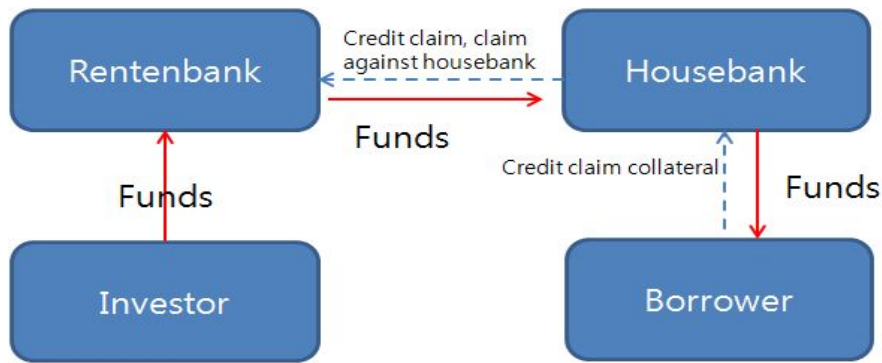 Rentenbank
Credit claim, claim
against housebank
Housebank
Funds
Funds
Credit claim collateral
Funds
Investor
Borrower